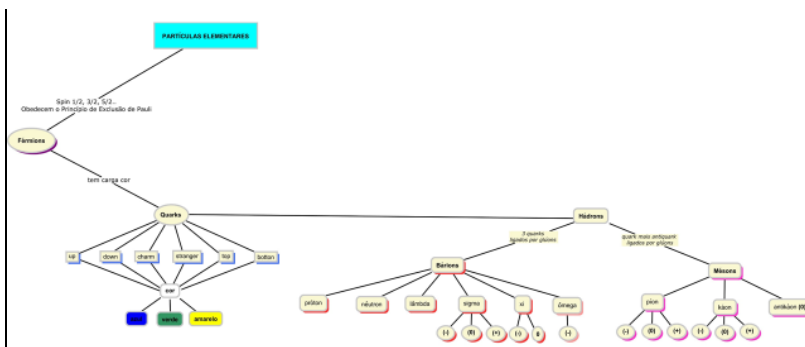 PARTÍCULAS ELEMENTARES
Spin 1/2, 3/2, 5/2..
Obedecem o Princípio de Exclusão de Pauli
Férmions
tem carga cor
Quarks
Hádrons
3 quarks
ligados por glúons
quark mais antiquark
ligados por glúons
up
down
charm
stranger
top
botton
Bárions
Mésons
cor
próton
nêutron
lâmbda
sigma
xi
ômega
píon
káon
antikáon (0)
verde
amarelo
(-)
(0)
(+)
(-)
(-)
(-)
(0)
(+)
(-)
(0)
(+)